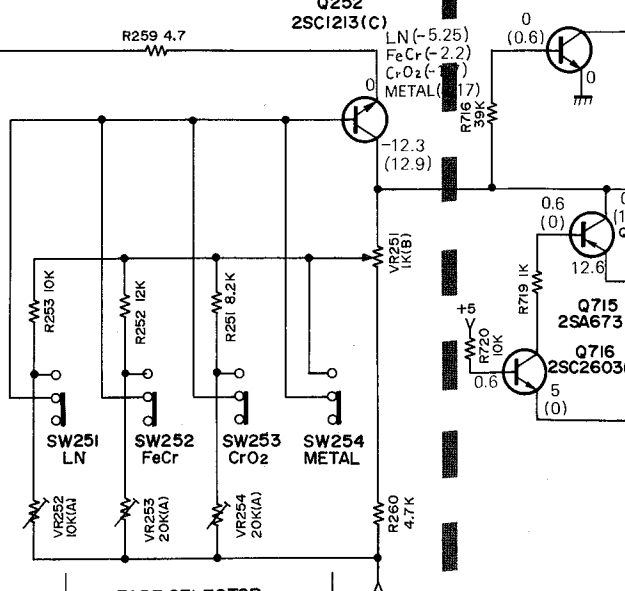 Q252
2SC1213(C)
R259 4.7
LN(-5.25)
FeCr(-2.2)
CrO2(-
METAL(
17)
0
-12.3
(12.9)
0
(0.6)
0
R716
39K
VR251
1K(B)
0.6
(0)
12.6
R719 1K
Q715
2SA673
+5
R720
10K
0.6
Q716
2SC2603(
5
(0)
R253 10K
R252 12K
R251 8.2K
SW251
LN
SW252
FeCr
SW253
CrO2
SW254
METAL
VR252
10K(A)
VR253
20K(A)
VR254
20K(A)
R260
4.7K